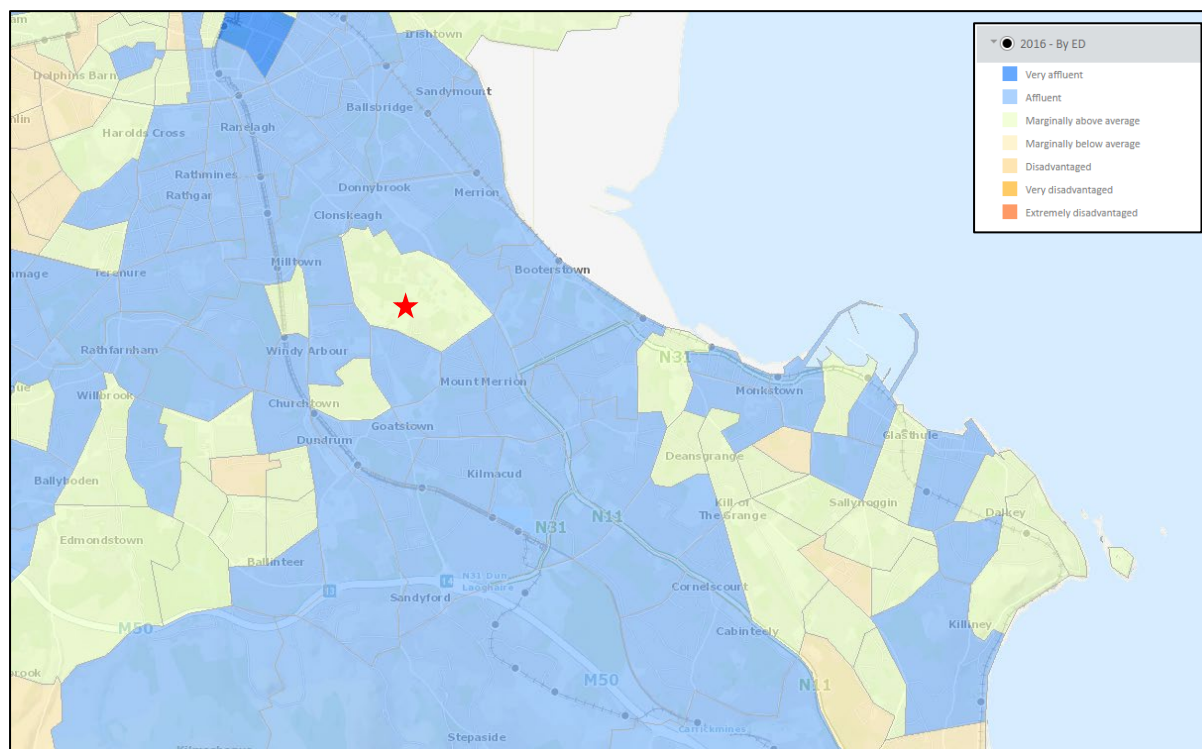 2016 - By ED
Very affluent
Affluent
Marginally above average
Marginally below average
Disadvantaged
Very disadvantaged
Extremely disadvantaged
Irishtown
Dolphins Barn
Sandymount
Ballsbridge
Ranelagh
Harolds Cross
Rathmines
Donnybrook
Merrion
Rathgar
Clonskeagh
Milltown
Booterstown
Terenure
Rathfarnham
Windy Arbour
N31
Mount Merrion
Monkstown
Willbrook
Churchtown
Goatstown
Glasthule
Dundrum
Deansgrange
Kilmacud
Ballyboden
Kill of
The Grange
Sallynoggin
Dalkey
N31
N11
Edmondstown
Ballinteer
N31 Dun
Laoghaire
13
14
Sandyford
Cornelscourt
M50
Cabinteely
Killiney
N11
M50
Carrickmines
Stepaside